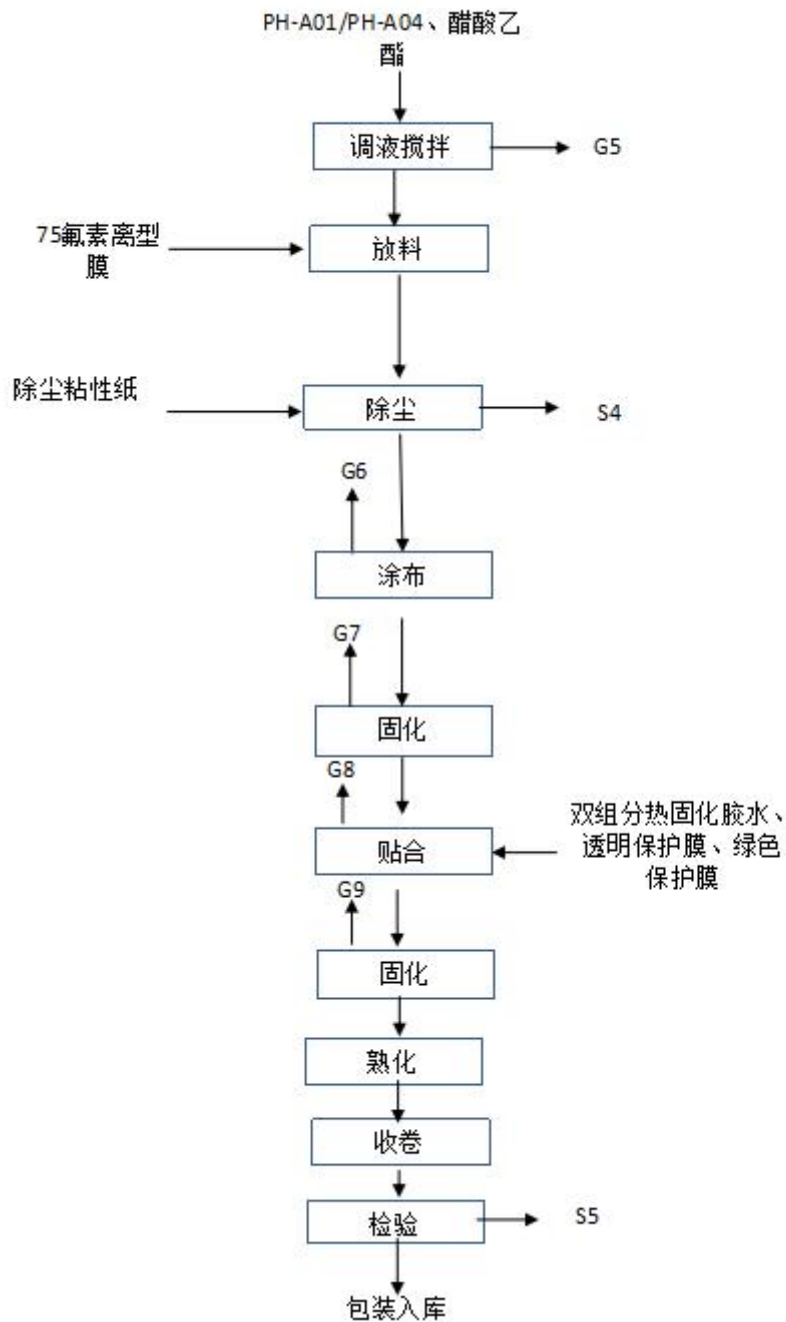 PH-A01/PH-A04、醋酸乙
酯
调液搅拌
G5
75氟素离型
膜
放料
除尘粘性纸
除尘
S4
G6
涂布
G7
固化
G8
双组分热固化胶水、
透明保护膜、绿色
保护膜
贴合
G9
固化
熟化
收卷
检验
S5
包装入库